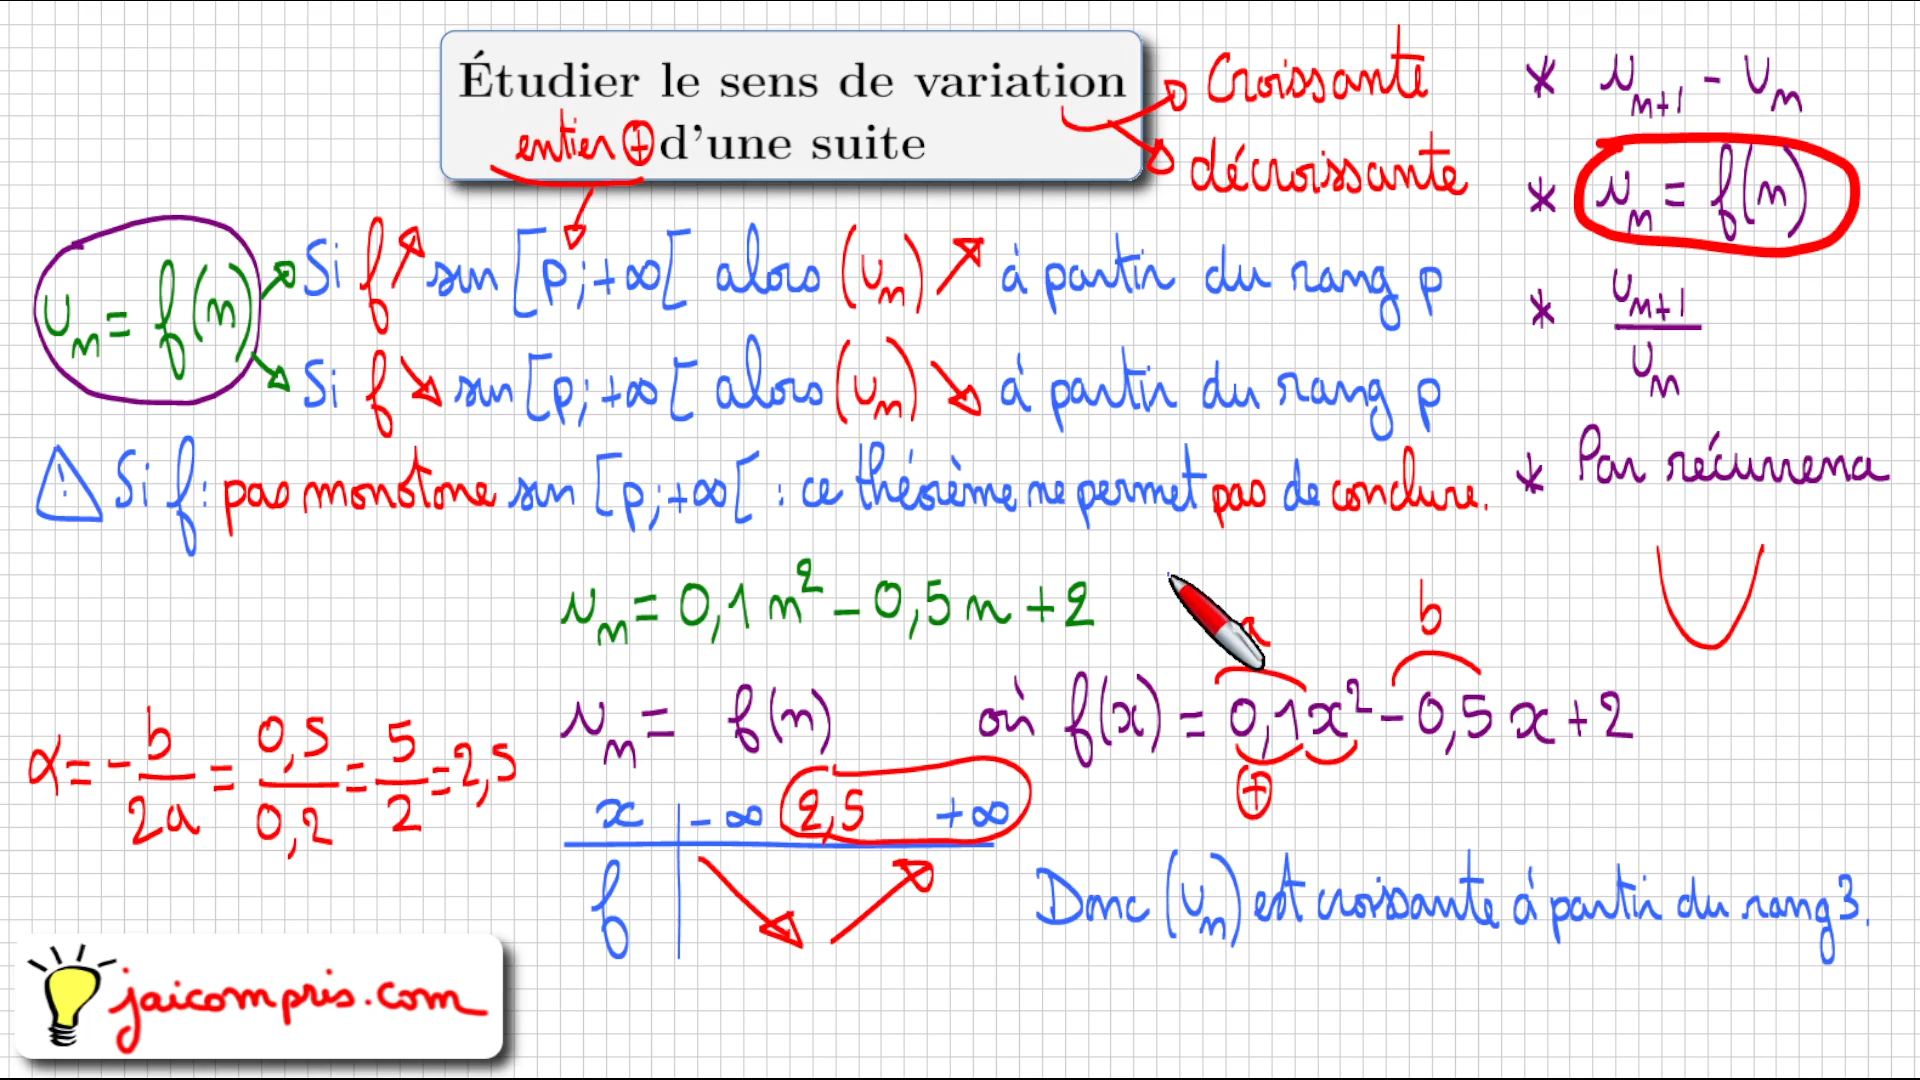 Étudier le sens de variation
d'une suite
entier ⊕
Croissante
décroissante
* u_{n+1} - u_n
* u_n = f(n)
* u_{n+1} / u_n
* Par récurrence
u_n = f(n)
Si f ↗ sur [p;+∞[ alors (u_n) ↗ à partir du rang p
Si f ↘ sur [p;+∞[ alors (u_n) ↘ à partir du rang p
⚠ Si f : pas monotone sur [p;+∞[ : ce théorème ne permet pas de conclure.
u_n = 0,1n² - 0,5n + 2
b
u_n = f(n) où f(x) = 0,1x² - 0,5x + 2
⊕
α = -b/2a = 0,5/0,2 = 5/2 = 2,5
x -∞ 2,5 +∞
f
Donc (u_n) est croissante à partir du rang 3.
jaicompris.com